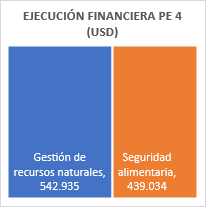 EJECUCIÓN FINANCIERA PE 4
(USD)
Gestión de
recursos naturales,
542.935
Seguridad
alimentaria,
439.034